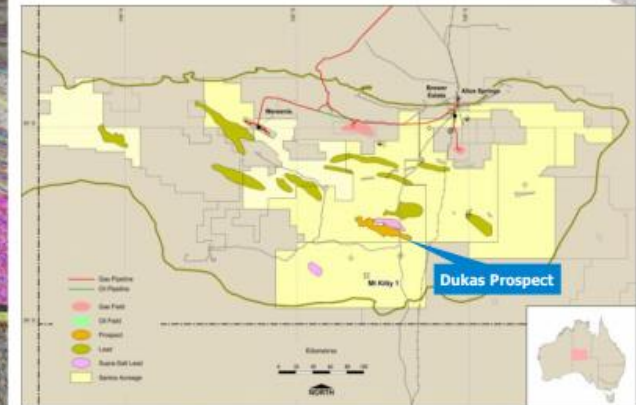 Brewer
Estate
Alice Springs
Mereenie
Dukas Prospect
Mt Kitty 1
Gas Pipeline
Oil Pipeline
Gas Field
Oil Field
Prospect
Lead
Supra-Salt Lead
Santos Acreage
Kilometres
NORTH